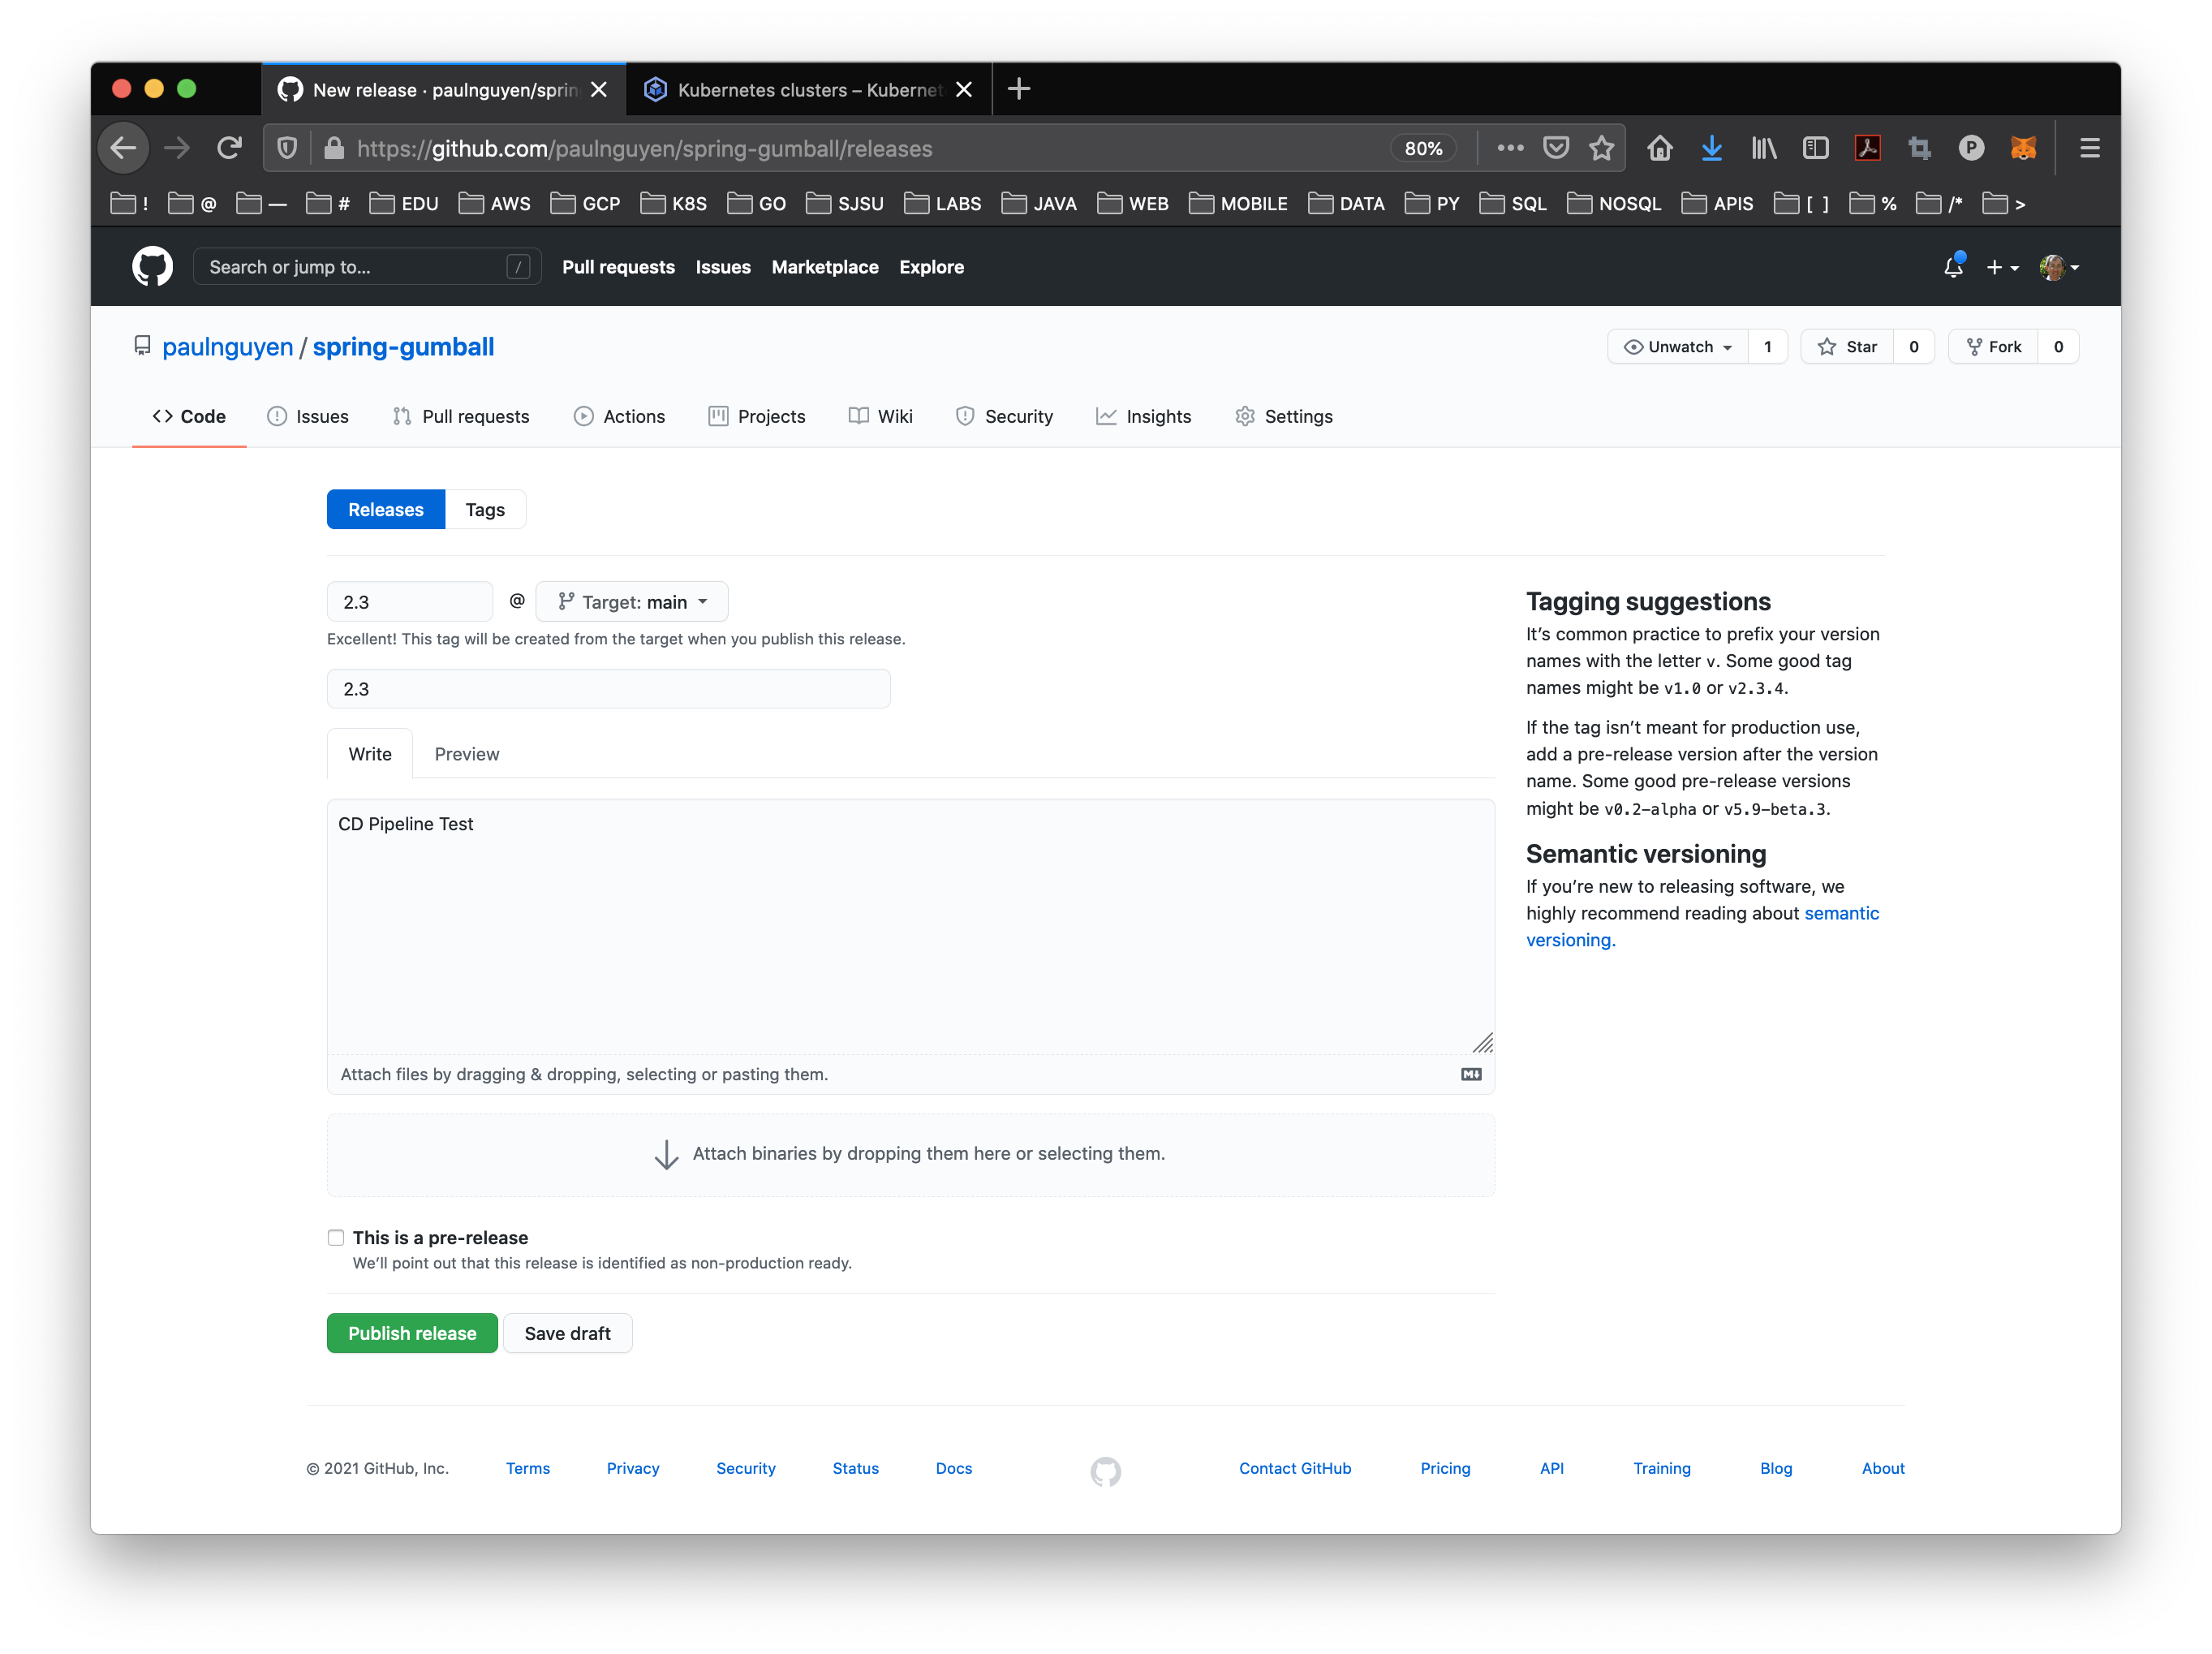 New release · paulnguyen/sprin
Kubernetes clusters – Kubernet
https://github.com/paulnguyen/spring-gumball/releases
80%
P
!
@
—
#
EDU
AWS
GCP
K8S
GO
SJSU
LABS
JAVA
WEB
MOBILE
DATA
PY
SQL
NOSQL
APIS
[ ]
%
/*
>
Search or jump to...
/
Pull requests
Issues
Marketplace
Explore
paulnguyen / spring-gumball
Unwatch 1
Star 0
Fork 0
Code
Issues
Pull requests
Actions
Projects
Wiki
Security
Insights
Settings
Releases
Tags
2.3
@
Target: main
Excellent! This tag will be created from the target when you publish this release.
2.3
Write
Preview
CD Pipeline Test
Attach files by dragging & dropping, selecting or pasting them.
Attach binaries by dropping them here or selecting them.
This is a pre-release
We’ll point out that this release is identified as non-production ready.
Publish release
Save draft
Tagging suggestions
It’s common practice to prefix your version
names with the letter v. Some good tag
names might be v1.0 or v2.3.4.
If the tag isn’t meant for production use,
add a pre-release version after the version
name. Some good pre-release versions
might be v0.2-alpha or v5.9-beta.3.
Semantic versioning
If you’re new to releasing software, we
highly recommend reading about semantic
versioning.
© 2021 GitHub, Inc.
Terms
Privacy
Security
Status
Docs
Contact GitHub
Pricing
API
Training
Blog
About